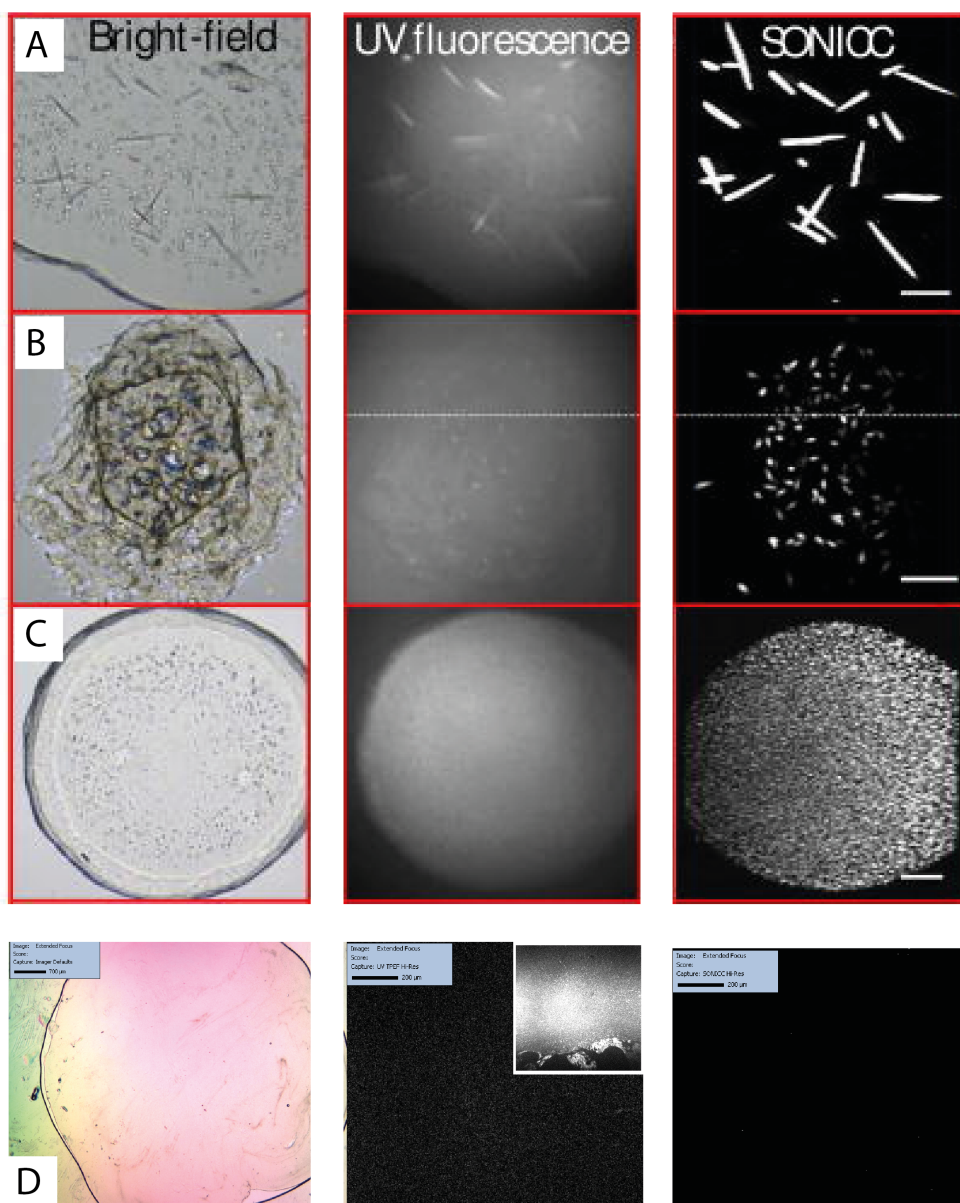 A
Bright-field
UV fluorescence
SONICC
B
C
Image: Extended Focus
Score:
Capture: Imager Defaults
700 µm
Image: Extended Focus
Score:
Capture: UV TPEF Hi-Res
200 µm
Image: Extended Focus
Score:
Capture: SONICC Hi-Res
200 µm
D